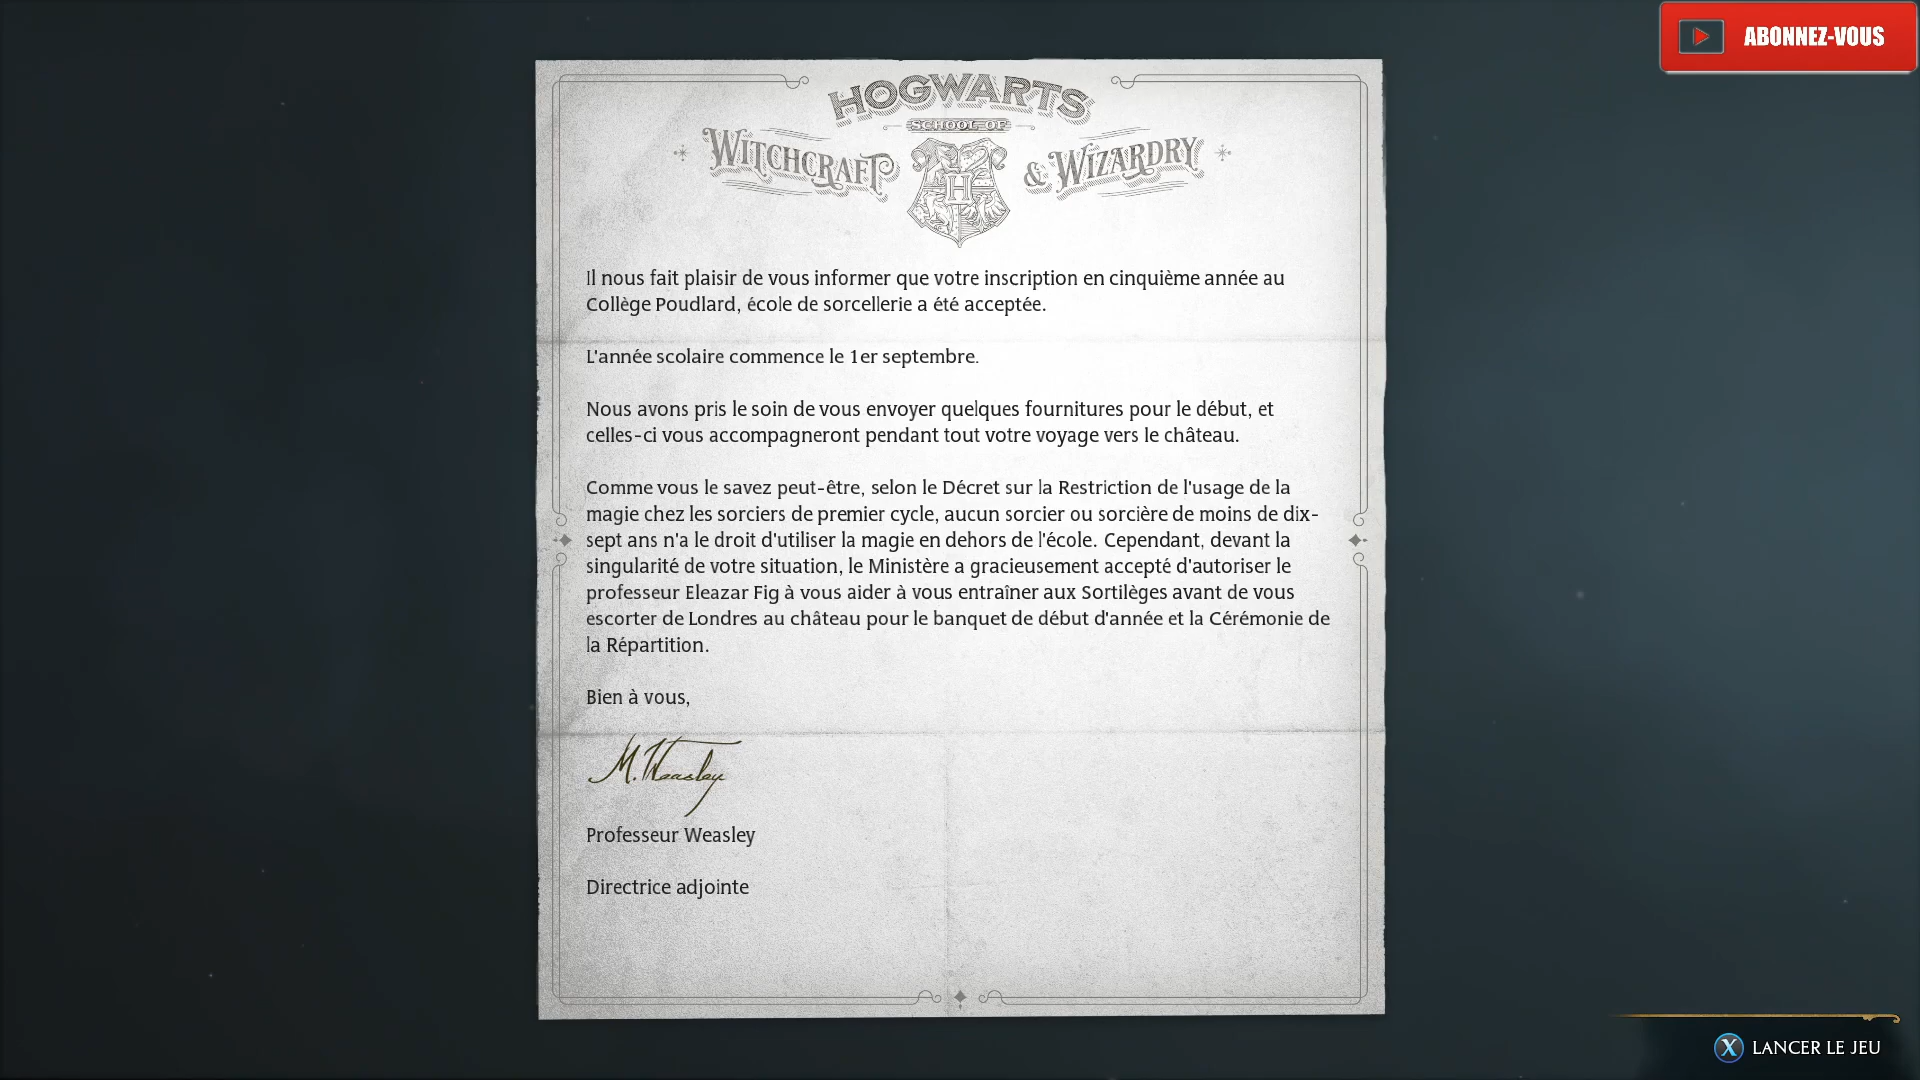 ABONNEZ-VOUS
HOGWARTS
SCHOOL OF
WITCHCRAFT & WIZARDRY
H
Il nous fait plaisir de vous informer que votre inscription en cinquième année au
Collège Poudlard, école de sorcellerie a été acceptée.
L'année scolaire commence le 1er septembre.
Nous avons pris le soin de vous envoyer quelques fournitures pour le début, et
celles-ci vous accompagneront pendant tout votre voyage vers le château.
Comme vous le savez peut-être, selon le Décret sur la Restriction de l'usage de la
magie chez les sorciers de premier cycle, aucun sorcier ou sorcière de moins de dix-
sept ans n'a le droit d'utiliser la magie en dehors de l'école. Cependant, devant la
singularité de votre situation, le Ministère a gracieusement accepté d'autoriser le
professeur Eleazar Fig à vous aider à vous entraîner aux Sortilèges avant de vous
escorter de Londres au château pour le banquet de début d'année et la Cérémonie de
la Répartition.
Bien à vous,
M. Weasley
Professeur Weasley
Directrice adjointe
X LANCER LE JEU